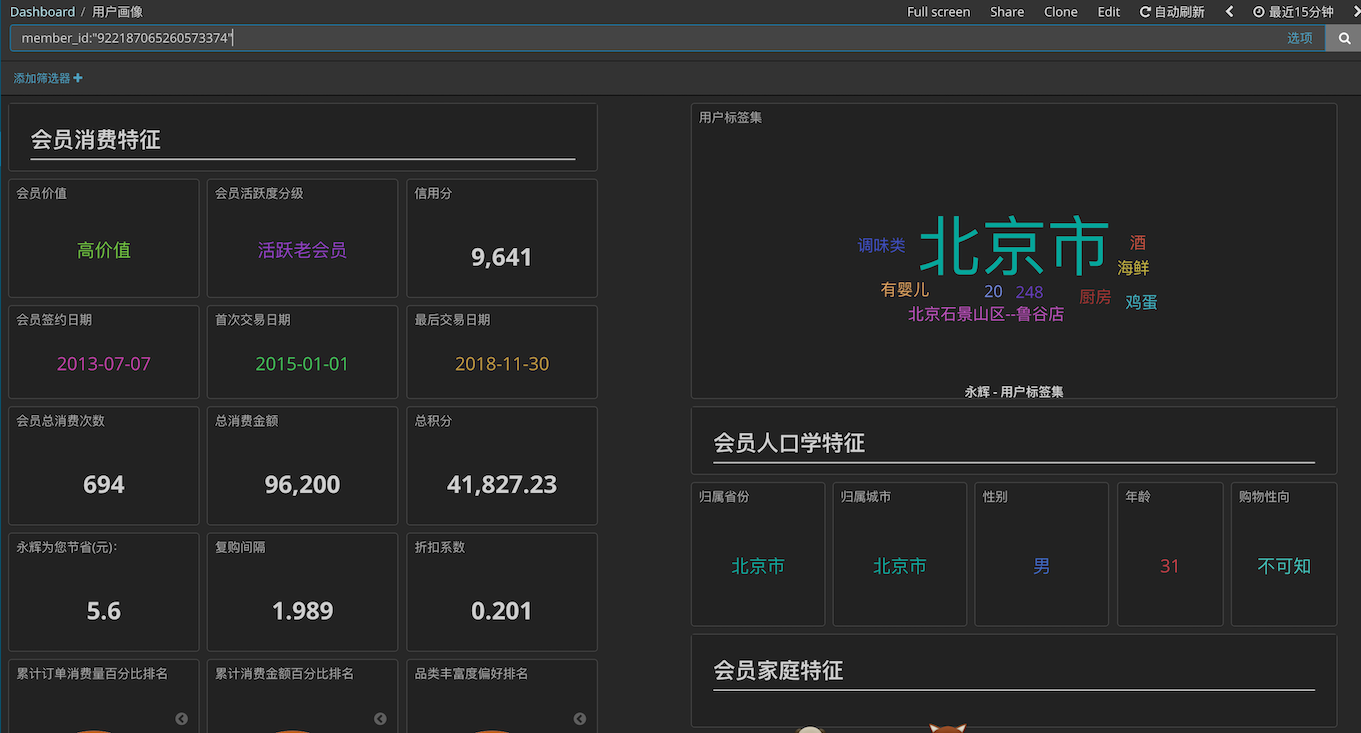 Dashboard / 用户画像
Full screen Share Clone Edit 自动刷新 最近15分钟
member_id:"922187065260573374"
选项
添加筛选器
会员消费特征
会员价值
高价值
会员活跃度分级
活跃老会员
信用分
9,641
会员签约日期
2013-07-07
首次交易日期
2015-01-01
最后交易日期
2018-11-30
会员总消费次数
694
总消费金额
96,200
总积分
41,827.23
永辉为您节省(元):
5.6
复购间隔
1.989
折扣系数
0.201
累计订单消费量百分比排名
累计消费金额百分比排名
品类丰富度偏好排名
用户标签集
调味类
北京市
酒
海鲜
有婴儿
20
248
厨房
鸡蛋
北京石景山区--鲁谷店
永辉 - 用户标签集
会员人口学特征
归属省份
北京市
归属城市
北京市
性别
男
年龄
31
购物性向
不可知
会员家庭特征